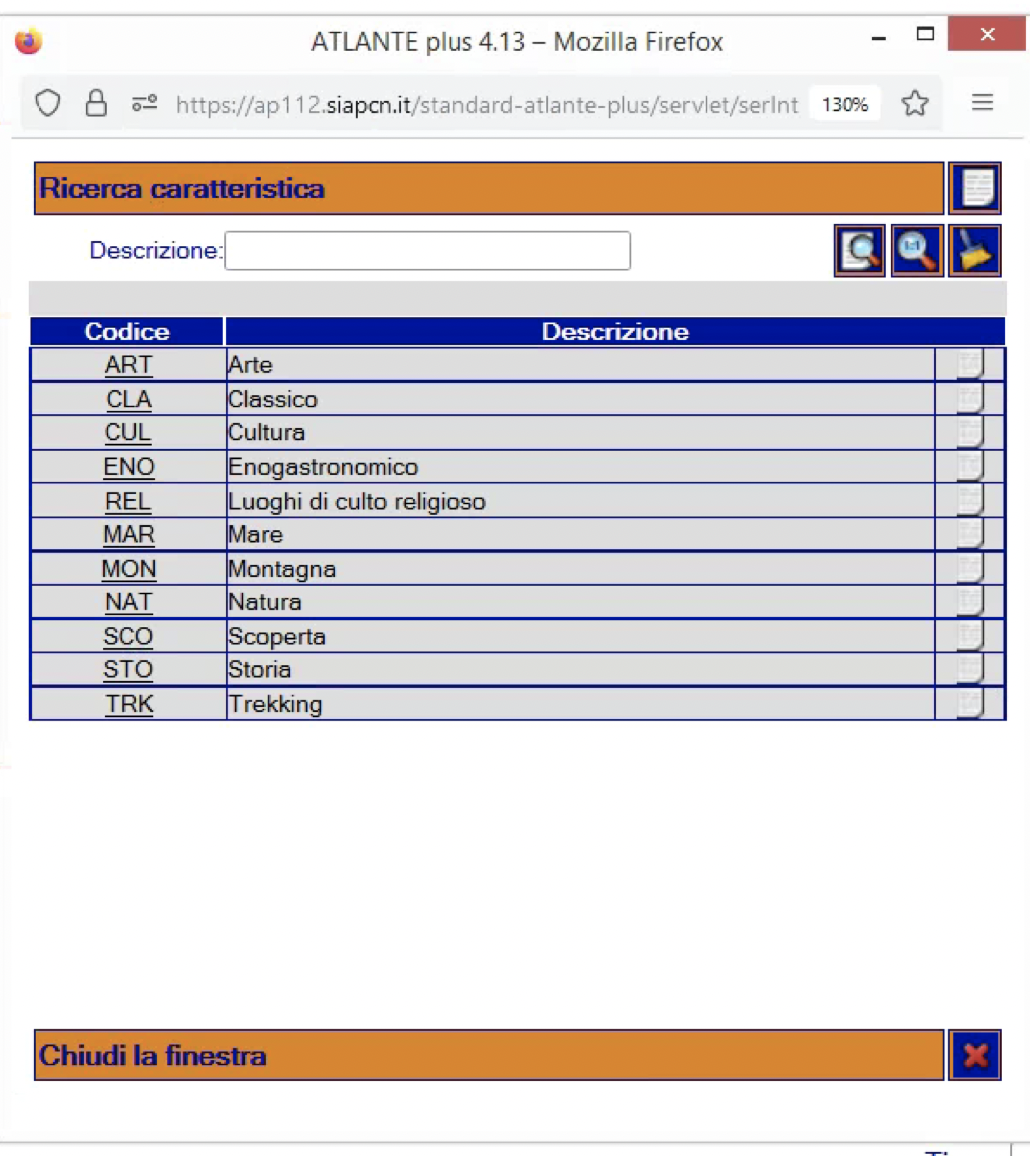 ATLANTE plus 4.13 – Mozilla Firefox
https://ap112.siapcn.it/standard-atlante-plus/servlet/serInt 130%
Ricerca caratteristica
Descrizione:
Codice Descrizione
ART Arte
CLA Classico
CUL Cultura
ENO Enogastronomico
REL Luoghi di culto religioso
MAR Mare
MON Montagna
NAT Natura
SCO Scoperta
STO Storia
TRK Trekking
Chiudi la finestra